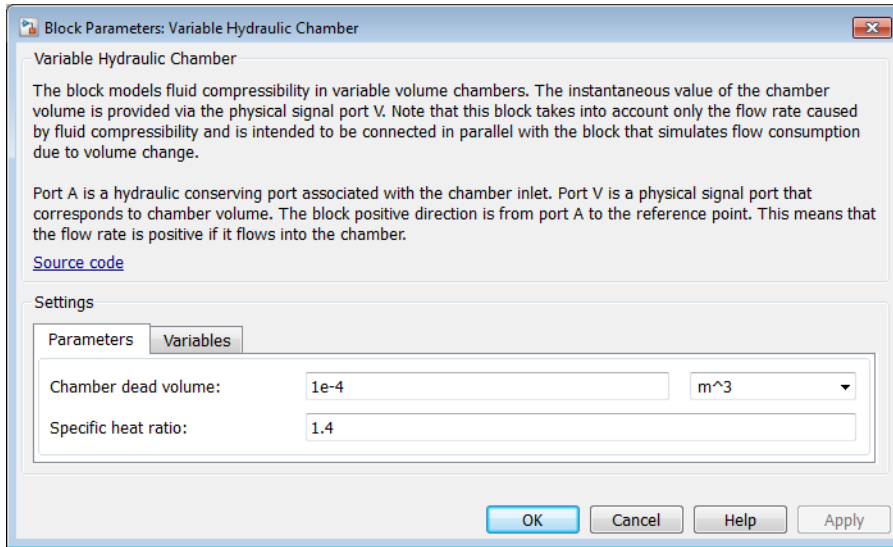 Block Parameters: Variable Hydraulic Chamber
Variable Hydraulic Chamber
The block models fluid compressibility in variable volume chambers. The instantaneous value of the chamber
volume is provided via the physical signal port V. Note that this block takes into account only the flow rate caused
by fluid compressibility and is intended to be connected in parallel with the block that simulates flow consumption
due to volume change.
Port A is a hydraulic conserving port associated with the chamber inlet. Port V is a physical signal port that
corresponds to chamber volume. The block positive direction is from port A to the reference point. This means that
the flow rate is positive if it flows into the chamber.
Source code
Settings
Parameters Variables
Chamber dead volume: 1e-4 m^3
Specific heat ratio: 1.4
OK Cancel Help Apply